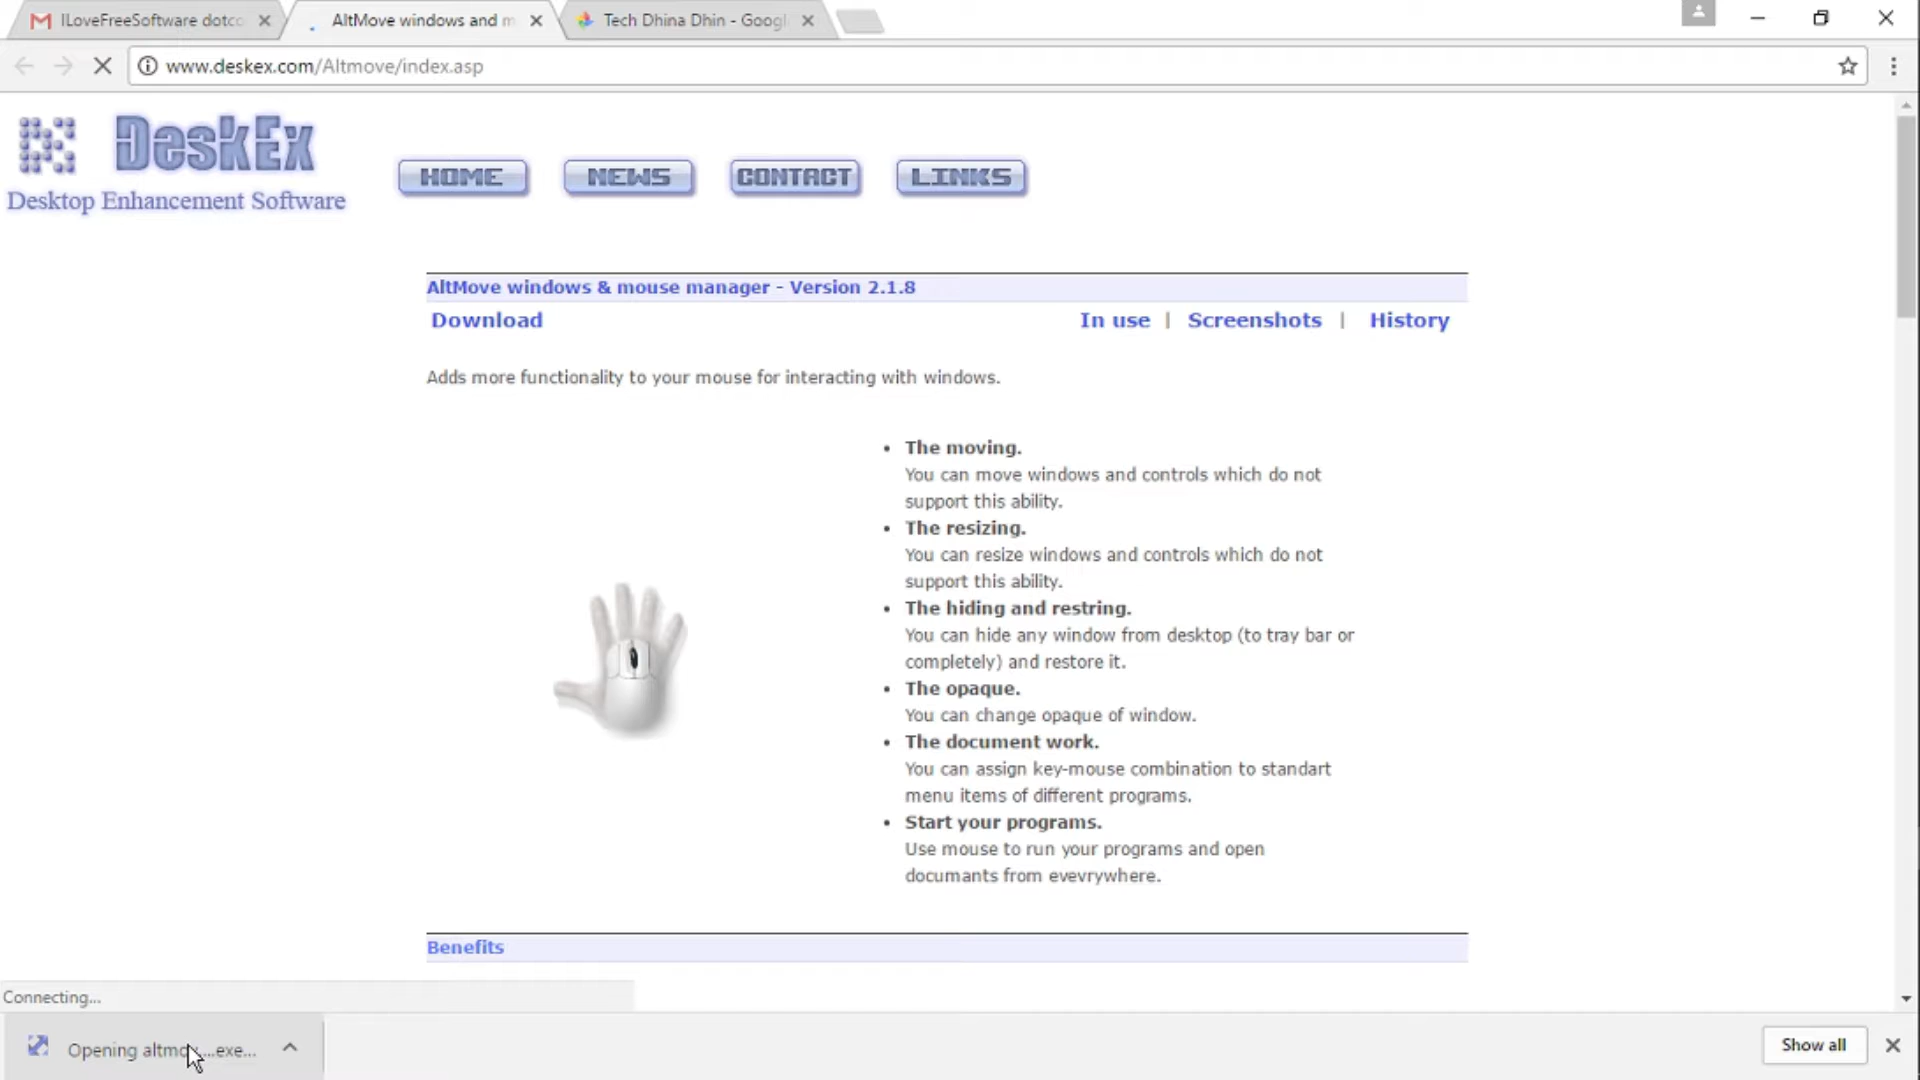 ILoveFreeSoftware dotco
AltMove windows and m
Tech Dhina Dhin - Googl
www.deskex.com/Altmove/index.asp
DeskEx
Desktop Enhancement Software
HOME
NEWS
CONTACT
LINKS
AltMove windows & mouse manager - Version 2.1.8
Download
In use | Screenshots | History
Adds more functionality to your mouse for interacting with windows.
• The moving.
You can move windows and controls which do not
support this ability.
• The resizing.
You can resize windows and controls which do not
support this ability.
• The hiding and restring.
You can hide any window from desktop (to tray bar or
completely) and restore it.
• The opaque.
You can change opaque of window.
• The document work.
You can assign key-mouse combination to standart
menu items of different programs.
• Start your programs.
Use mouse to run your programs and open
documants from evevrywhere.
Benefits
Connecting...
Opening altmo...exe...
Show all